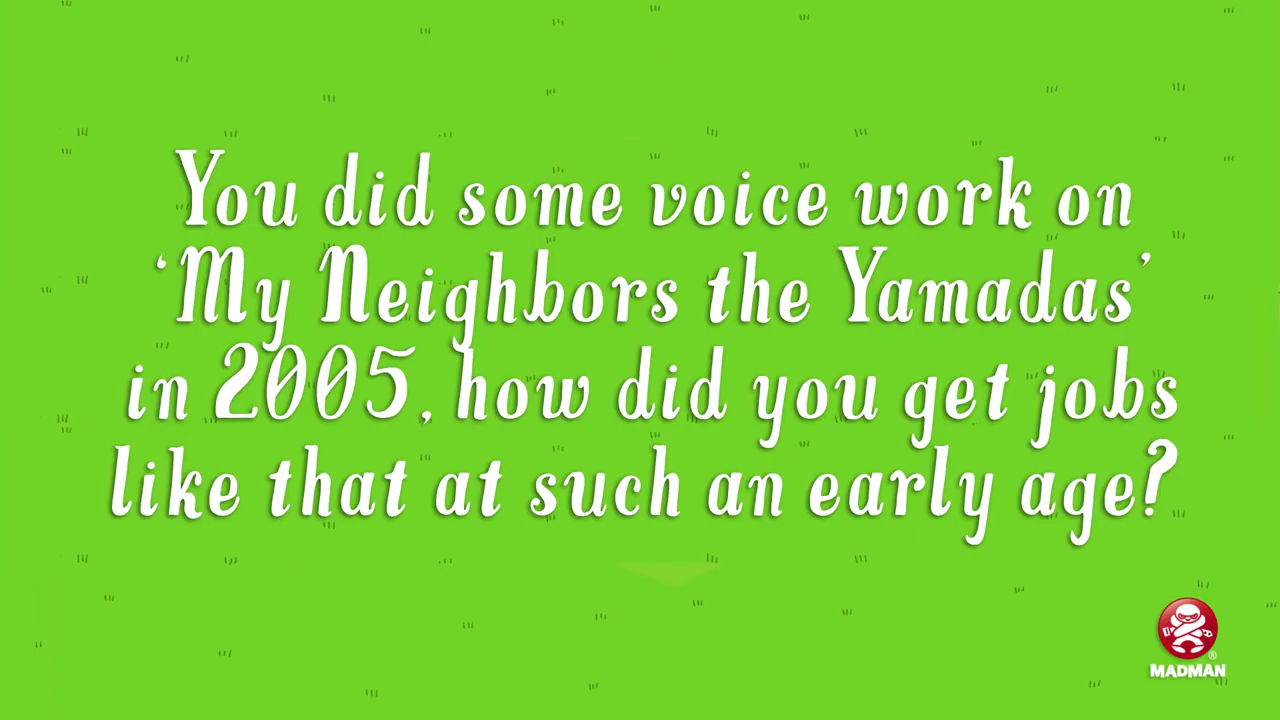 You did some voice work on
‘My Neighbors the Yamadas’
in 2005, how did you get jobs
like that at such an early age?
MADMAN